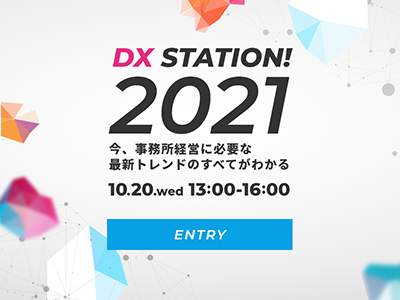 DX STATION!
2021
今、事務所経営に必要な
最新トレンドのすべてがわかる
10.20.wed 13:00-16:00
ENTRY